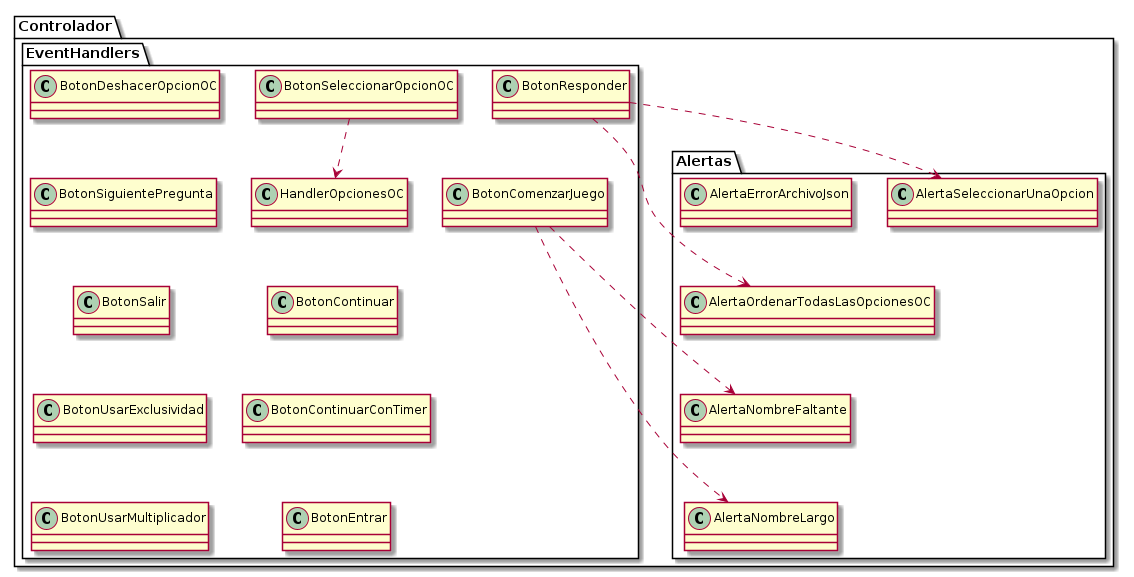 Controlador
EventHandlers
C BotonDeshacerOpcionOC
C BotonSeleccionarOpcionOC
C BotonResponder
Alertas
C BotonSiguientePregunta
C HandlerOpcionesOC
C BotonComenzarJuego
C AlertaErrorArchivoJson
C AlertaSeleccionarUnaOpcion
C BotonSalir
C BotonContinuar
C AlertaOrdenarTodasLasOpcionesOC
C BotonUsarExclusividad
C BotonContinuarConTimer
C AlertaNombreFaltante
C BotonUsarMultiplicador
C BotonEntrar
C AlertaNombreLargo